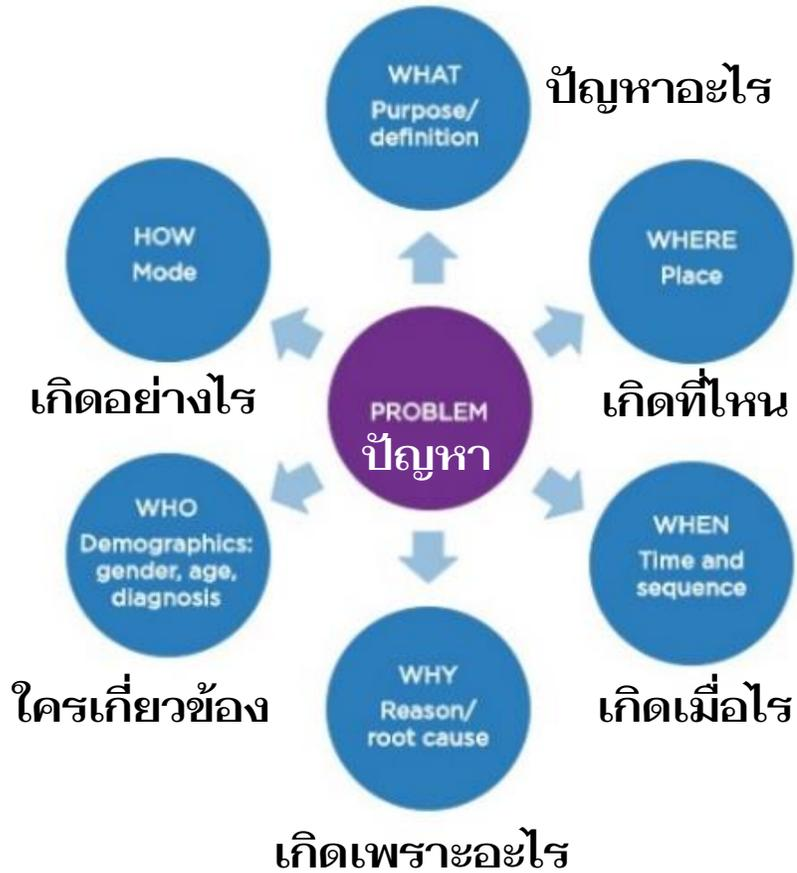 WHAT
Purpose/
definition
ปัญหาอะไร
HOW
Mode
เกิดอย่างไร
WHERE
Place
เกิดที่ไหน
PROBLEM
ปัญหา
WHO
Demographics:
gender, age,
diagnosis
ใครเกี่ยวข้อง
WHEN
Time and
sequence
เกิดเมื่อไร
WHY
Reason/
root cause
เกิดเพราะอะไร